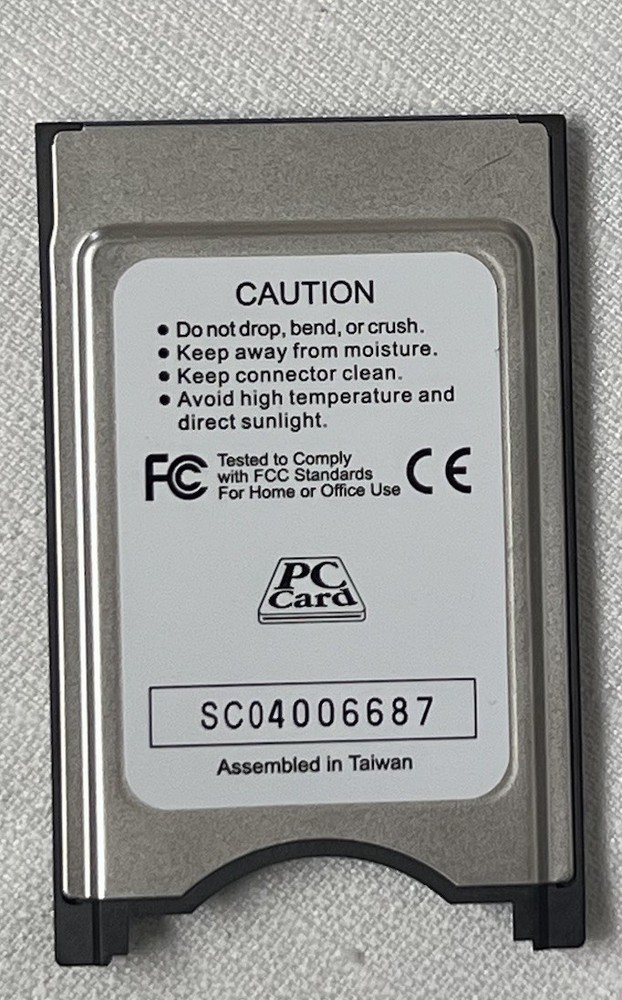 CAUTION
● Do not drop, bend, or crush.
● Keep away from moisture.
● Keep connector clean.
● Avoid high temperature and
direct sunlight.
FC Tested to Comply CE
with FCC Standards
For Home or Office Use
PC
Card
SC04006687
Assembled in Taiwan